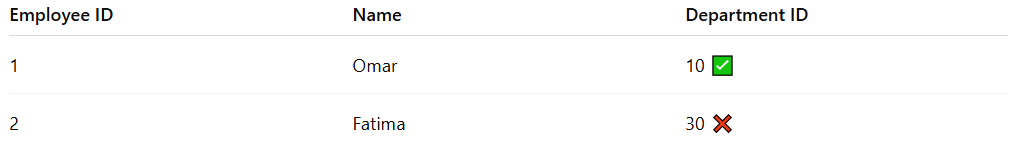 Employee ID Name Department ID
1 Omar 10 ✅
2 Fatima 30 ❌